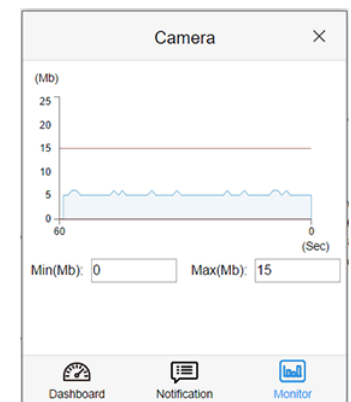 Camera
(Mb)
25
20
15
10
5
0
60 0
(Sec)
Min(Mb): 0 Max(Mb): 15
Dashboard Notification Monitor